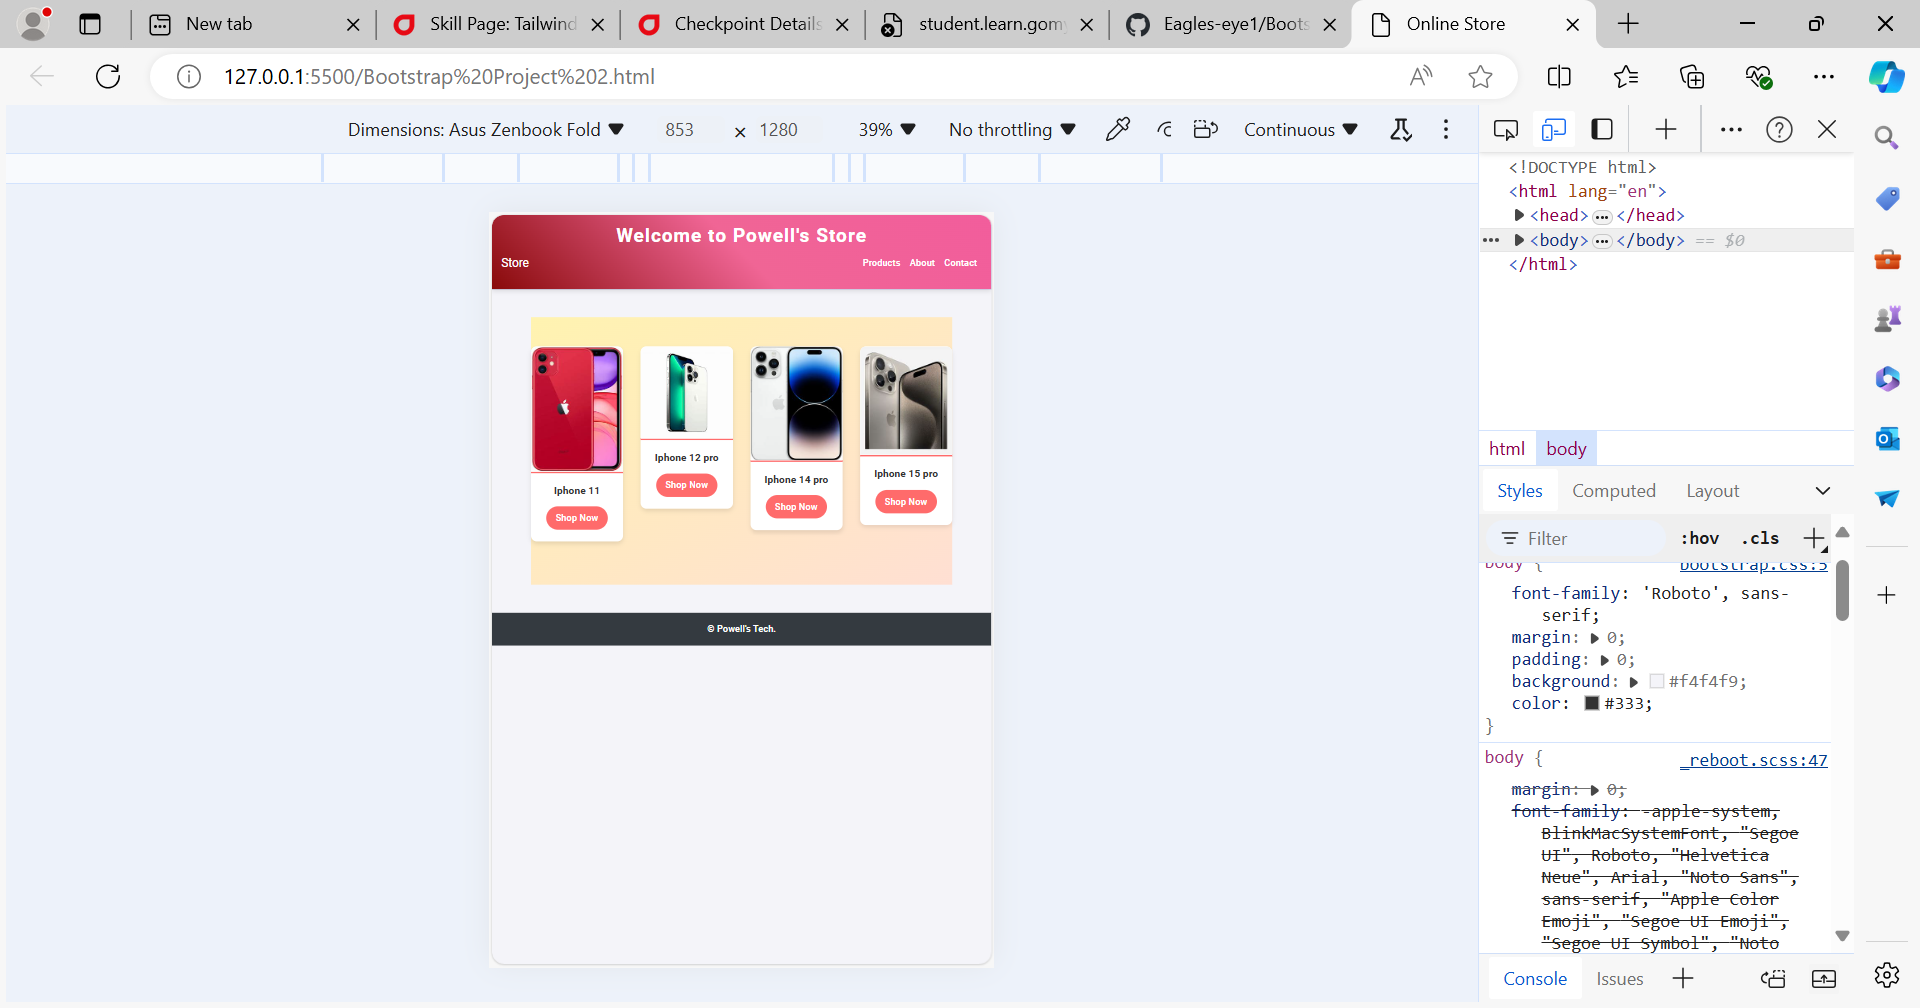 New tab
Skill Page: Tailwind
Checkpoint Details
student.learn.gomy
Eagles-eye1/Boots
Online Store
127.0.0.1:5500/Bootstrap%20Project%202.html
Dimensions: Asus Zenbook Fold
853 × 1280
39%
No throttling
Continuous
Welcome to Powell's Store
Store
Products About Contact
Iphone 11
Shop Now
Iphone 12 pro
Shop Now
Iphone 14 pro
Shop Now
Iphone 15 pro
Shop Now
© Powell's Tech.
<!DOCTYPE html>
<html lang="en">
<head>…</head>
<body>…</body> == $0
</html>
html body
Styles Computed Layout
Filter :hov .cls
body { bootstrap.css:5
font-family: 'Roboto', sans-
serif;
margin: 0;
padding: 0;
background: #f4f4f9;
color: #333;
}
body { _reboot.scss:47
margin: 0;
font-family: -apple-system,
BlinkMacSystemFont, "Segoe
UI", Roboto, "Helvetica
Neue", Arial, "Noto Sans",
sans-serif, "Apple Color
Emoji", "Segoe UI Emoji",
"Segoe UI Symbol", "Noto
Console Issues